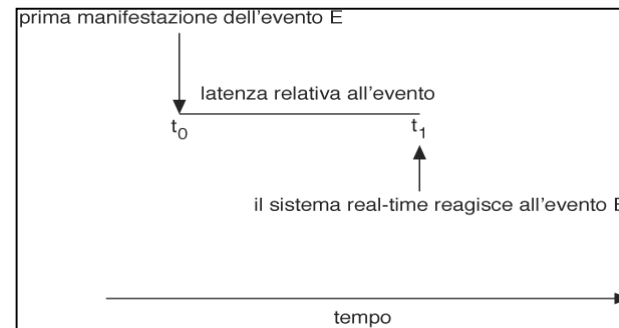 prima manifestazione dell'evento E
latenza relativa all'evento
t0 t1
il sistema real-time reagisce all'evento E
tempo